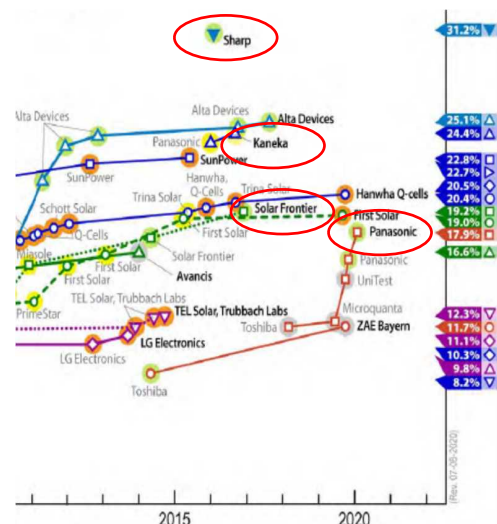 Sharp
31.2%
Alta Devices
Alta Devices
Alta Devices
25.1%
Panasonic
Kaneka
24.4%
SunPower
22.8%
SunPower
Hanwha,
Q-Cells
Trina Solar
22.7%
Trina Solar
Hanwha Q-cells
20.5%
20.4%
Schott Solar
Solar Frontier
19.2%
Q-Cells
First Solar
First Solar
19.0%
Panasonic
17.9%
Miasole
First Solar
Solar Frontier
16.6%
First Solar
Avancis
Panasonic
UniTest
PrimeStar
TEL Solar, Trubbach Labs
TEL Solar, Trubbach Labs
Microquanta
12.3%
Toshiba
ZAE Bayern
11.7%
LG Electronics
11.1%
LG Electronics
10.3%
9.8%
Toshiba
8.2%
2015
2020